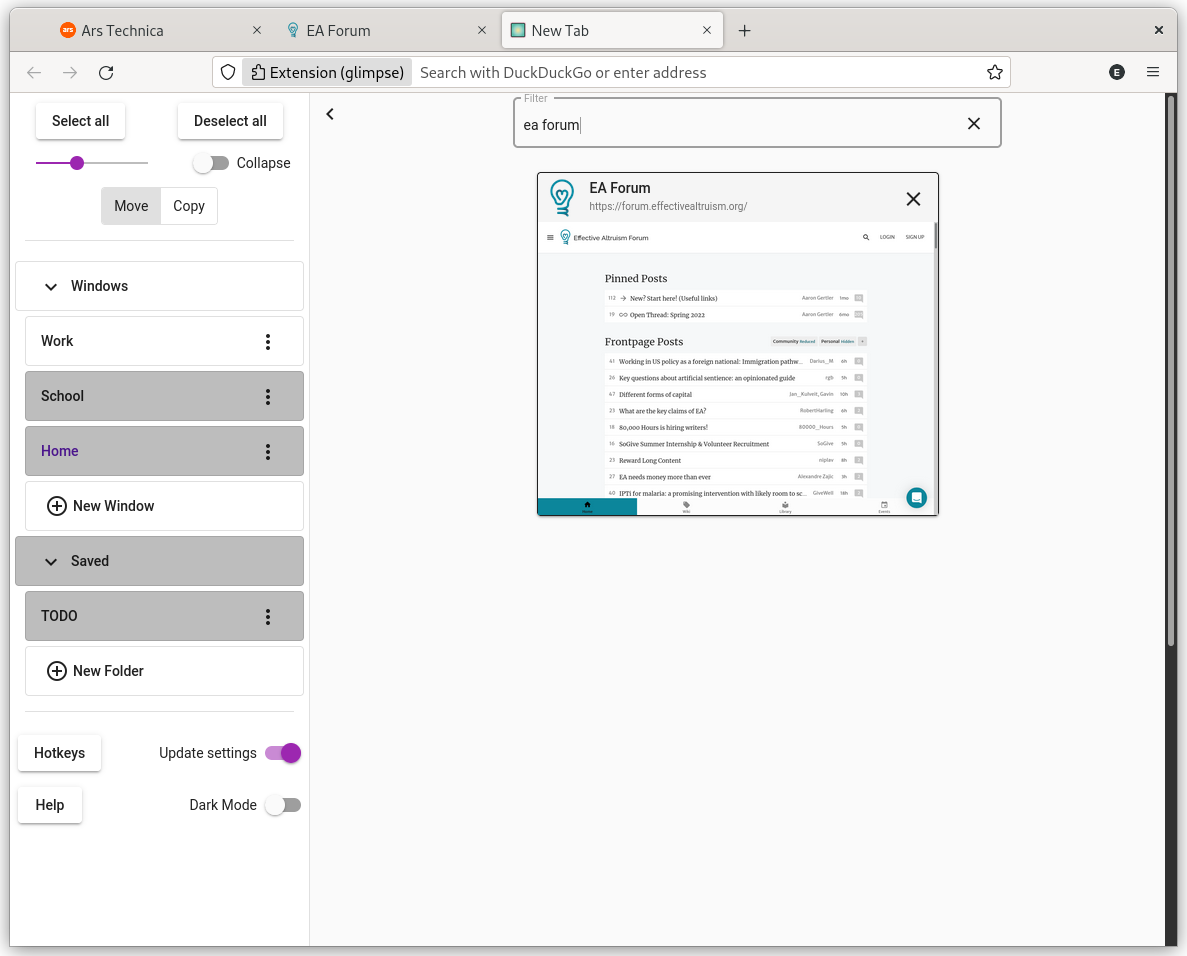 Ars Technica
EA Forum
New Tab
Extension (glimpse)
Search with DuckDuckGo or enter address
E
Select all
Deselect all
Collapse
Move
Copy
Windows
Work
School
Home
New Window
Saved
TODO
New Folder
Hotkeys
Update settings
Help
Dark Mode
Filter
ea forum
EA Forum
https://forum.effectivealtruism.org/
Effective Altruism Forum
LOGIN
SIGN UP
Pinned Posts
112 New? Start here! (Useful links) Aaron Gertler 1mo
19 Open Thread: Spring 2022 Aaron Gertler 6mo
Frontpage Posts
Community Reduced Personal Hidden +
41 Working in US policy as a foreign national: Immigration pathw... Darius_M 6h
26 Key questions about artificial sentience: an opinionated guide rgb 5h
47 Different forms of capital Jan_Kulveit, Gavin 10h
23 What are the key claims of EA? RobertHarling 6h
18 80,000 Hours is hiring writers! 80000_Hours 5h
16 SoGive Summer Internship & Volunteer Recruitment SoGive 5h
23 Reward Long Content niplav 8h
27 EA needs money more than ever Alexandre Zajic 3h
40 IPTi for malaria: a promising intervention with likely room to sc... GiveWell 14h
Home
Wiki
Library
Events